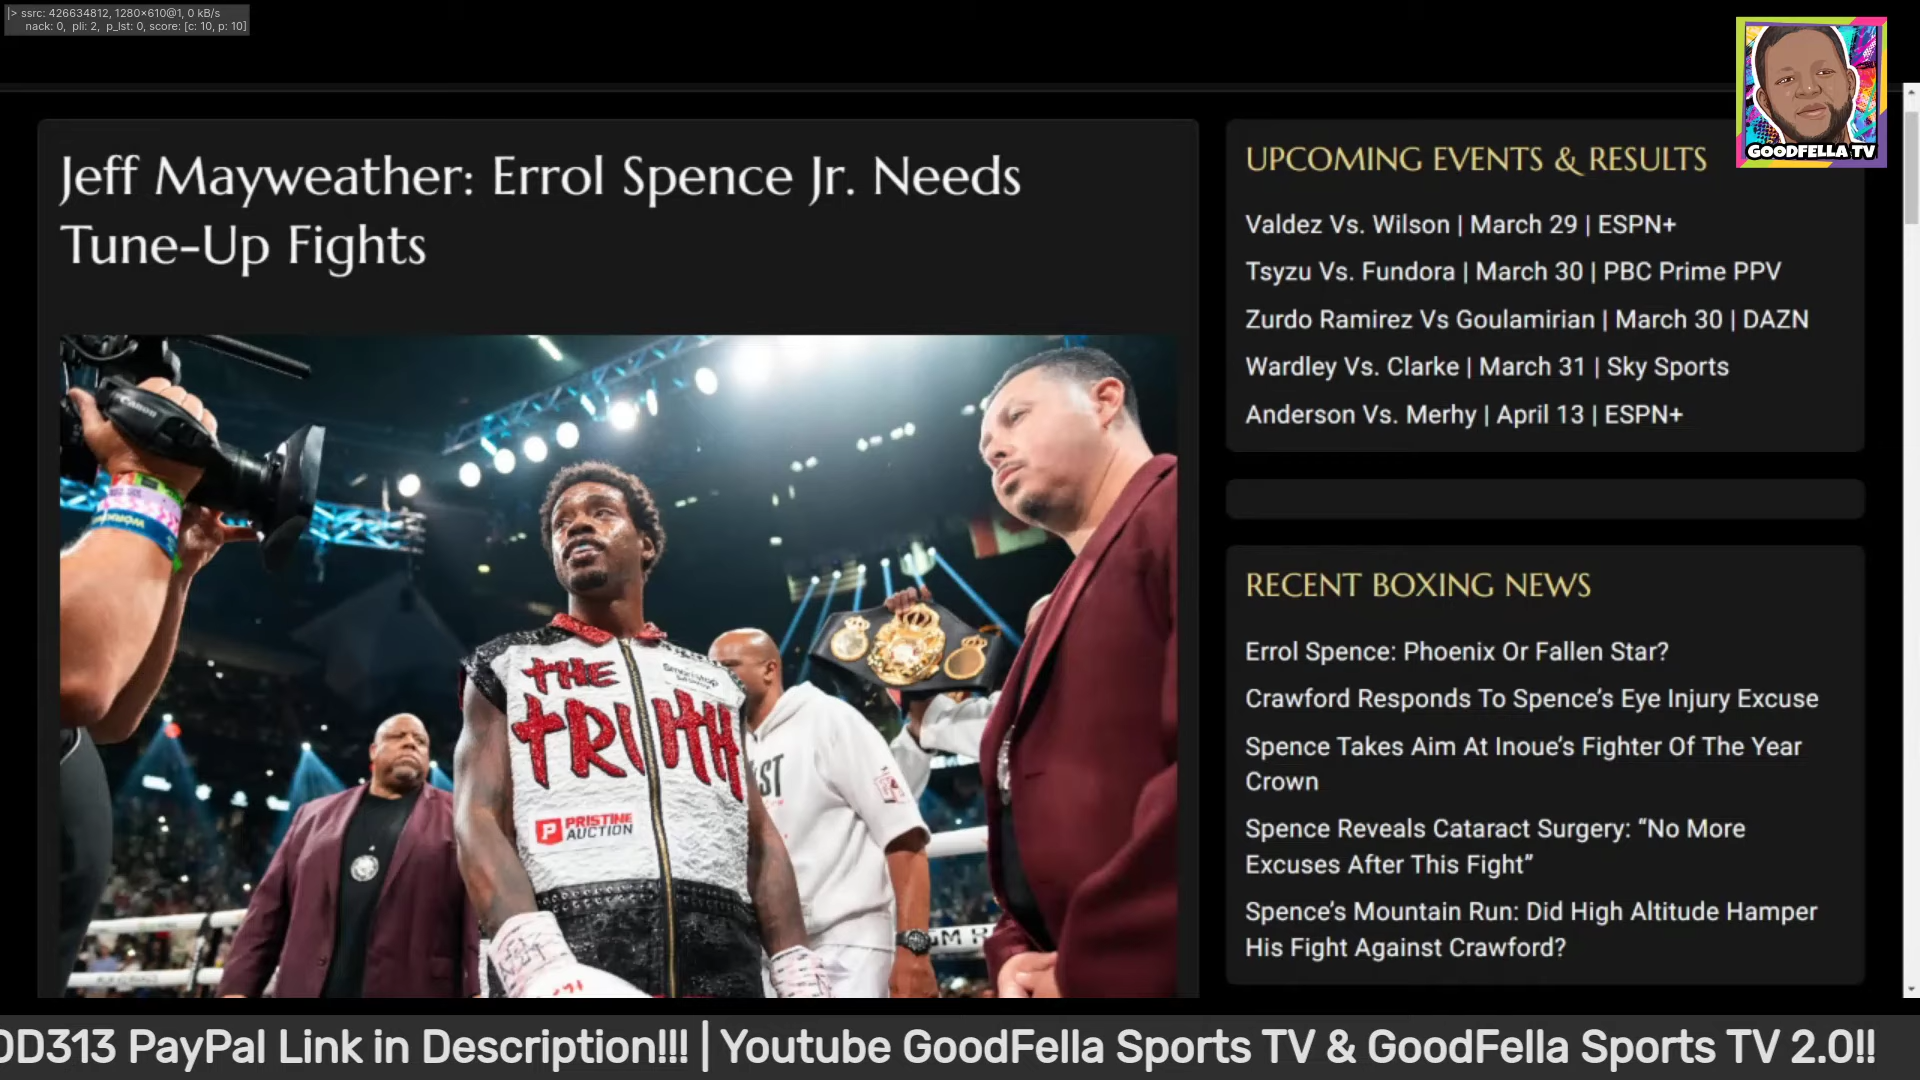 |> ssrc: 426634812, 1280×610@1, 0 kB/s
nack: 0, pli: 2, p_lst: 0, score: [c: 10, p: 10]
GOODFELLA TV
Jeff Mayweather: Errol Spence Jr. Needs
Tune-Up Fights
Canon
THE
TRUTH
PRISTINE
AUCTION
UPCOMING EVENTS & RESULTS
Valdez Vs. Wilson | March 29 | ESPN+
Tsyzu Vs. Fundora | March 30 | PBC Prime PPV
Zurdo Ramirez Vs Goulamirian | March 30 | DAZN
Wardley Vs. Clarke | March 31 | Sky Sports
Anderson Vs. Merhy | April 13 | ESPN+
RECENT BOXING NEWS
Errol Spence: Phoenix Or Fallen Star?
Crawford Responds To Spence’s Eye Injury Excuse
Spence Takes Aim At Inoue’s Fighter Of The Year
Crown
Spence Reveals Cataract Surgery: “No More
Excuses After This Fight”
Spence’s Mountain Run: Did High Altitude Hamper
His Fight Against Crawford?
OD313 PayPal Link in Description!!! | Youtube GoodFella Sports TV & GoodFella Sports TV 2.0!!